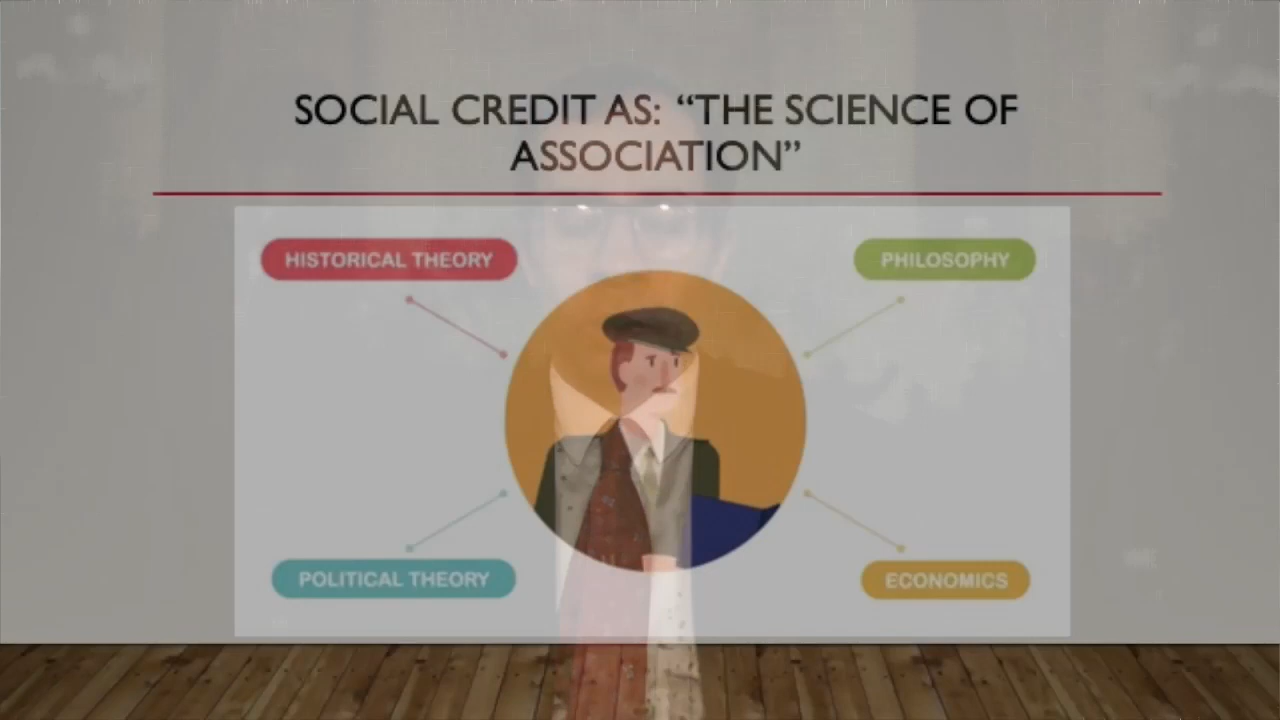 SOCIAL CREDIT AS: “THE SCIENCE OF
ASSOCIATION”
HISTORICAL THEORY
PHILOSOPHY
POLITICAL THEORY
ECONOMICS